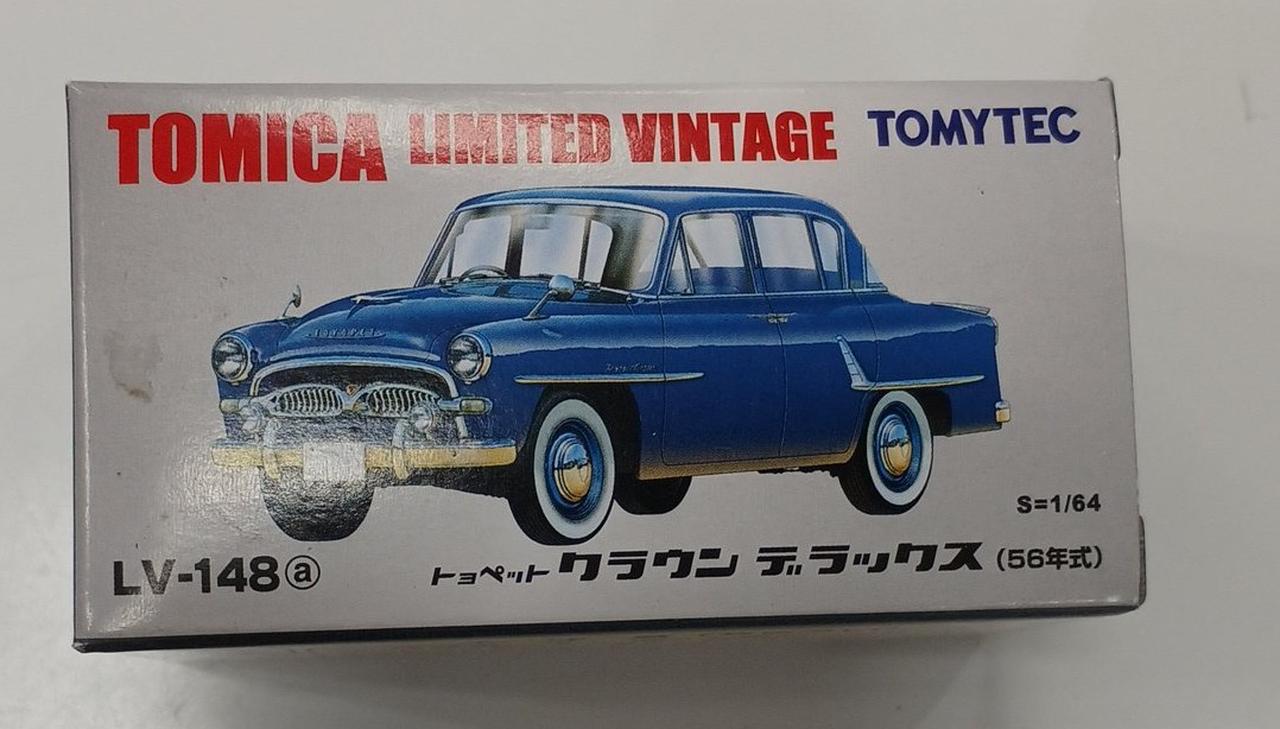 TOMICA LIMITED VINTAGE TOMYTEC
S=1/64
LV-148ⓐ トヨペット クラウン デラックス (56年式)